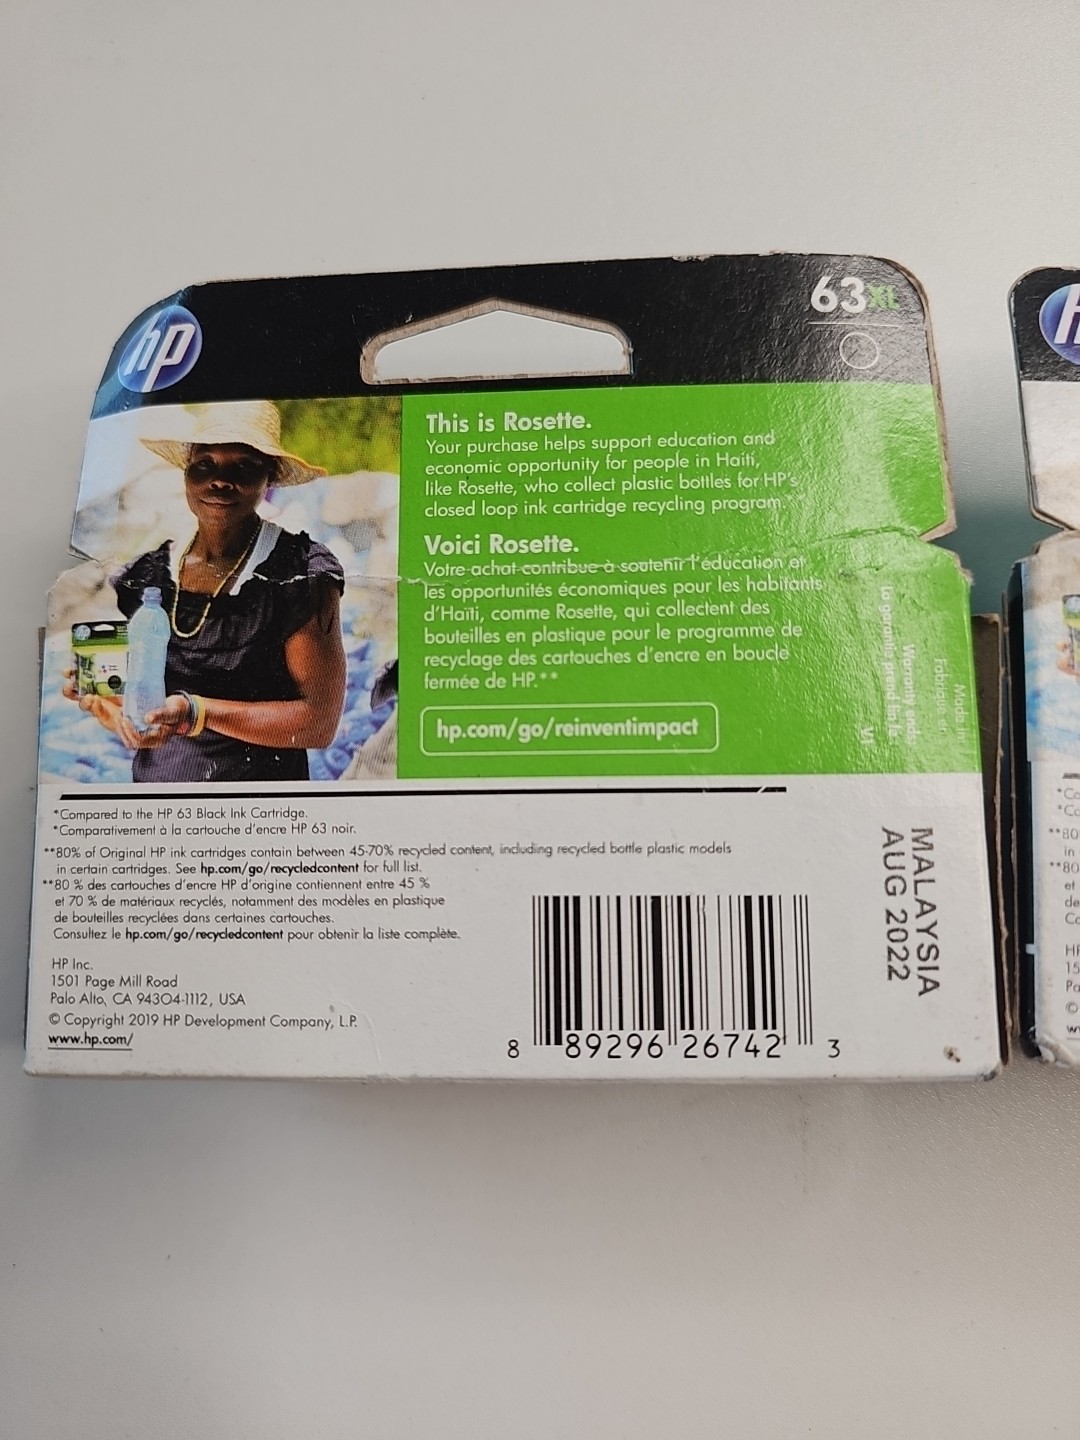 hp
63XL
This is Rosette.
Your purchase helps support education and
economic opportunity for people in Haiti,
like Rosette, who collect plastic bottles for HP's
closed loop ink cartridge recycling program.**
Voici Rosette.
Votre achat contribue à soutenir l'éducation et
les opportunités économiques pour les habitants
d'Haïti, comme Rosette, qui collectent des
bouteilles en plastique pour le programme de
recyclage des cartouches d'encre en boucle
fermée de HP.**
hp.com/go/reinventimpact
Made in
Fabriqué en
Warranty ends
La garantie prend fin le
VI
MALAYSIA
AUG 2022
*Compared to the HP 63 Black Ink Cartridge.
*Comparativement à la cartouche d'encre HP 63 noir.
**80% of Original HP ink cartridges contain between 45-70% recycled content, including recycled bottle plastic models
in certain cartridges. See hp.com/go/recycledcontent for full list.
**80 % des cartouches d'encre HP d'origine contiennent entre 45 %
et 70 % de matériaux recyclés, notamment des modèles en plastique
de bouteilles recyclées dans certaines cartouches.
Consultez le hp.com/go/recycledcontent pour obtenir la liste complète.
HP Inc.
1501 Page Mill Road
Palo Alto, CA 94304-1112, USA
© Copyright 2019 HP Development Company, L.P.
www.hp.com/
8 89296 26742 3